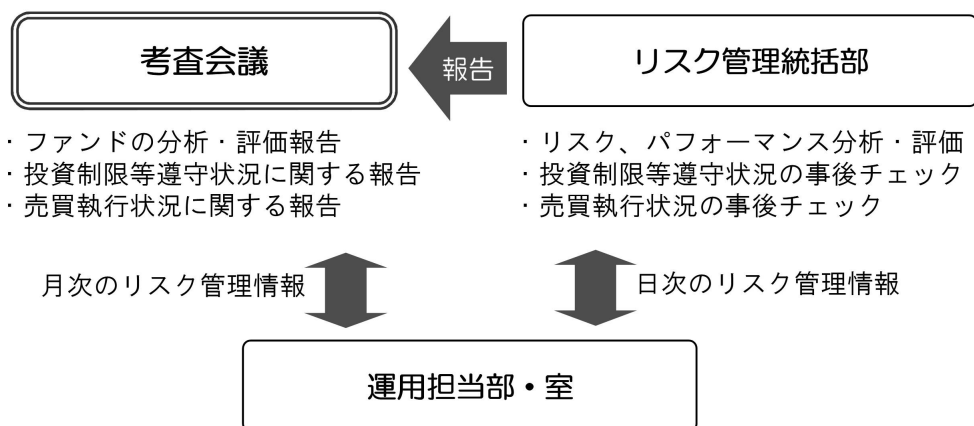 考査会議
報告
リスク管理統括部
・ファンドの分析・評価報告
・投資制限等遵守状況に関する報告
・売買執行状況に関する報告
・リスク、パフォーマンス分析・評価
・投資制限等遵守状況の事後チェック
・売買執行状況の事後チェック
月次のリスク管理情報
日次のリスク管理情報
運用担当部・室